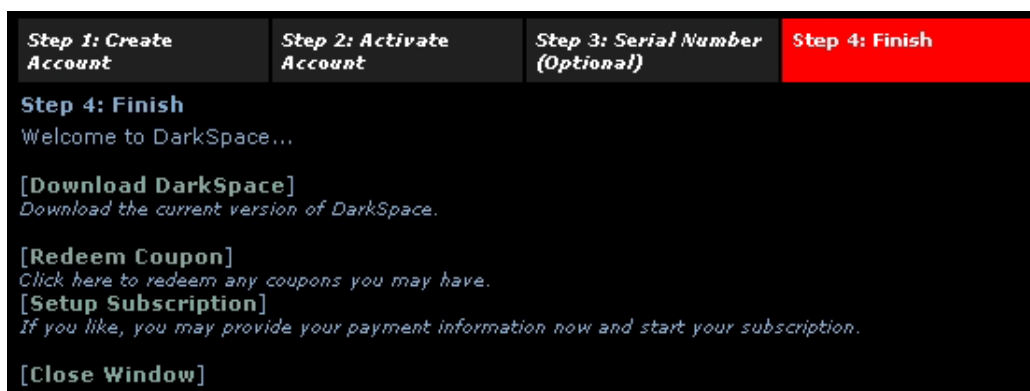 Step 1: Create Account
Step 2: Activate Account
Step 3: Serial Number (Optional)
Step 4: Finish
Step 4: Finish
Welcome to DarkSpace...
[Download DarkSpace]
Download the current version of DarkSpace.
[Redeem Coupon]
Click here to redeem any coupons you may have.
[Setup Subscription]
If you like, you may provide your payment information now and start your subscription.
[Close Window]